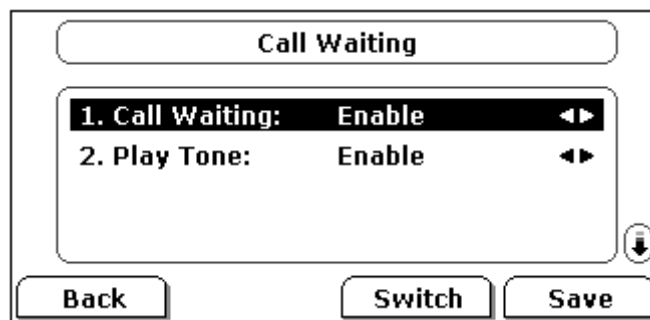 Call Waiting
1. Call Waiting: Enable
2. Play Tone: Enable
Back Switch Save